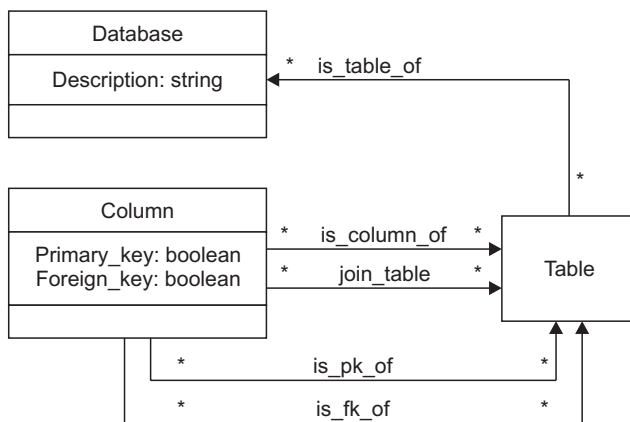 Database
Description: string
* is_table_of
*
Column
Primary_key: boolean
Foreign_key: boolean
* is_column_of *
* join_table *
Table
* is_pk_of *
* is_fk_of *